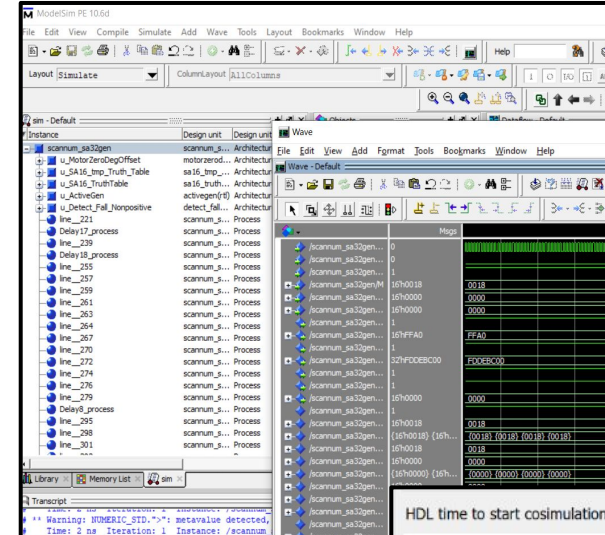 ModelSim PE 10.6d
File Edit View Compile Simulate Add Wave Tools Layout Bookmarks Window Help
Help
Layout Simulate
ColumnLayout AllColumns
sim - Default
Instance Design unit Design unit
scannum_sa32gen scannum_s... Architectur
u_MotorZeroDegOffset motorzerod... Architectur
u_SA16_tmp_Truth_Table sa16_tmp_... Architectur
u_SA16_TruthTable sa16_truth... Architectur
u_ActiveGen activegen(rtl) Architectur
u_Detect_Fall_Nonpositive detect_fall... Architectur
line__221 scannum_s... Process
Delay17_process scannum_s... Process
line__239 scannum_s... Process
Delay18_process scannum_s... Process
line__255 scannum_s... Process
line__257 scannum_s... Process
line__259 scannum_s... Process
line__261 scannum_s... Process
line__263 scannum_s... Process
line__264 scannum_s... Process
line__267 scannum_s... Process
line__270 scannum_s... Process
line__272 scannum_s... Process
line__274 scannum_s... Process
line__276 scannum_s... Process
line__279 scannum_s... Process
Delay8_process scannum_s... Process
line__295 scannum_s... Process
line__298 scannum_s... Process
line__301 scannum_s... Process
Library Memory List sim
Transcript
# Time: 2 ns Iteration: 1 Instance: /scannum_
# ** Warning: NUMERIC_STD.">": metavalue detected,
# Time: 2 ns Iteration: 1 Instance: /scannum
Wave
File Edit View Add Format Tools Bookmarks Window Help
Wave - Default
Msgs
/scannum_sa32gen... 0
/scannum_sa32gen... 0
/scannum_sa32gen... 1
/scannum_sa32gen/M 16'h0018 0018
/scannum_sa32gen... 16'h0000 0000
/scannum_sa32gen... 16'h0000 0000
/scannum_sa32gen... 1
/scannum_sa32gen... 16'hFFA0 FFA0
/scannum_sa32gen... 1
/scannum_sa32gen... 32'hFDDEBC00 FDDEBC00
/scannum_sa32gen... 1
/scannum_sa32gen... 1
/scannum_sa32gen... 16'h0000 0000
/scannum_sa32gen... 1
/scannum_sa32gen... 16'h0018 0018
/scannum_sa32gen... {16'h0018} {16'h... {0018} {0018} {0018} {0018}
/scannum_sa32gen... 16'h0018 0018
/scannum_sa32gen... 16'h0000 0000
/scannum_sa32gen... {16'h0000} {16'h... {0000} {0000} {0000} {0000}
HDL time to start cosimulation